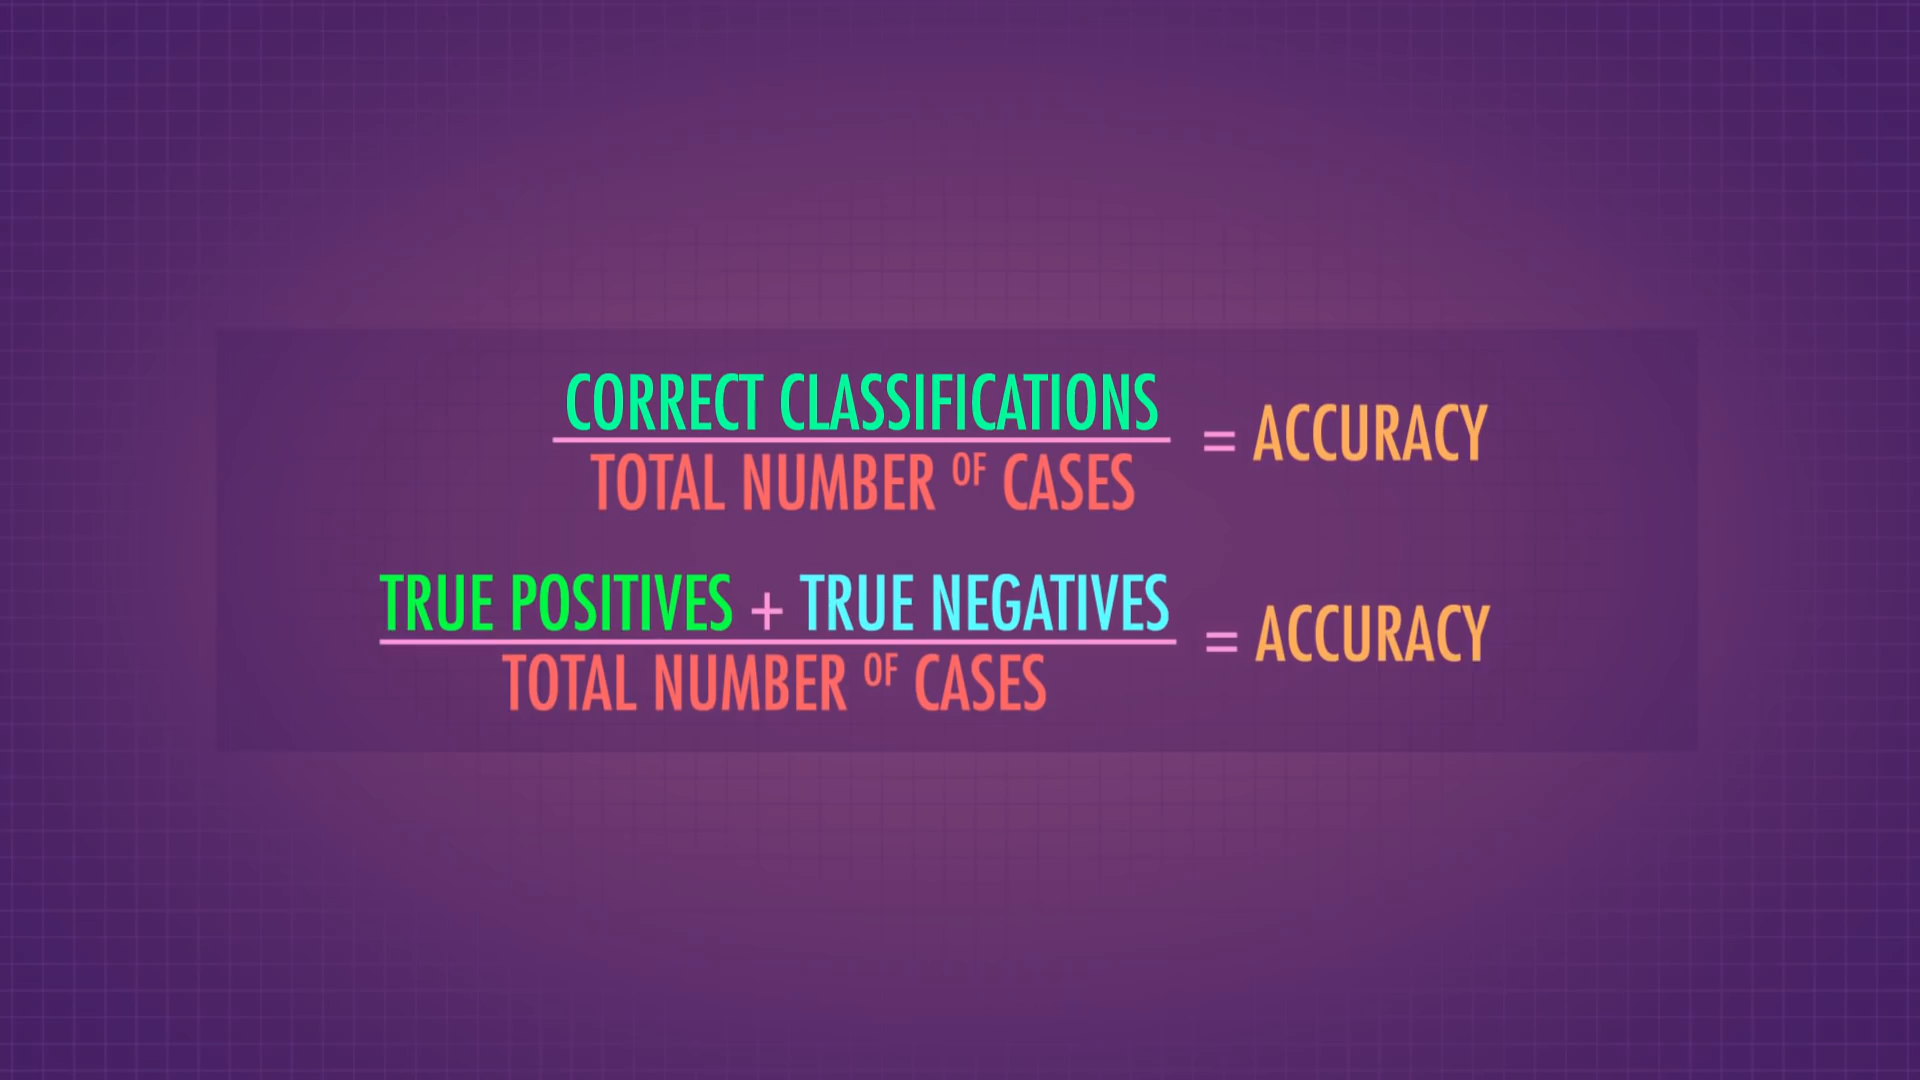 CORRECT CLASSIFICATIONS
TOTAL NUMBER OF CASES
= ACCURACY
TRUE POSITIVES + TRUE NEGATIVES
TOTAL NUMBER OF CASES
= ACCURACY